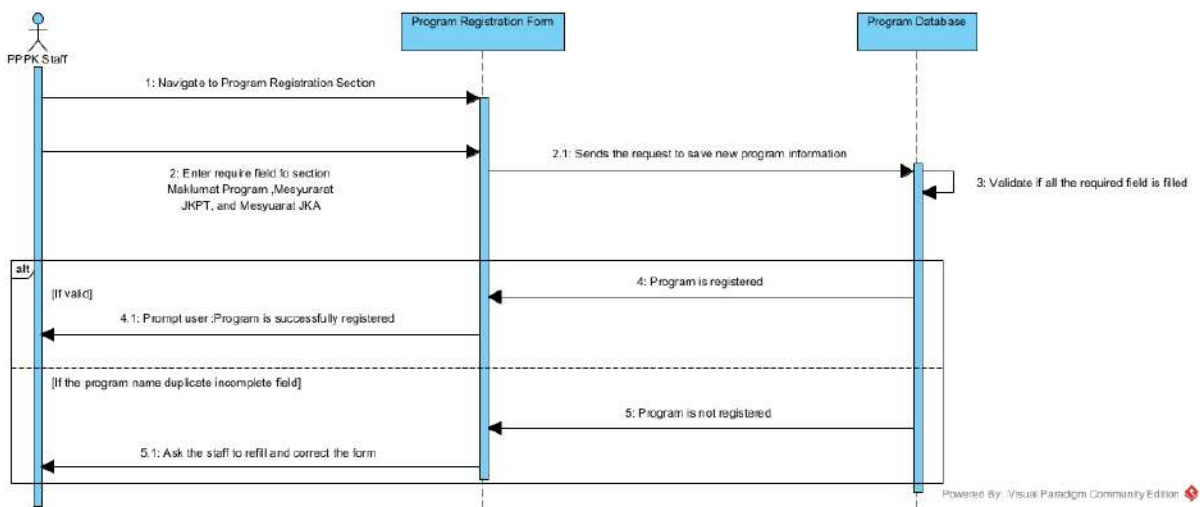 Program Registration Form
Program Database
PPPK Staff
1: Navigate to Program Registration Section
2.1: Sends the request to save new program information
2: Enter require field to section
Maklumat Program ,Mesyurarat
JKPT, and Mesyuarat JKA
3: Validate if all the required field is filled
alt
[If valid]
4: Program is registered
4.1: Prompt user :Program is successfully registered
[If the program name duplicate incomplete field]
5: Program is not registered
5.1: Ask the staff to refill and correct the form
Powered By: Visual Paradigm Community Edition